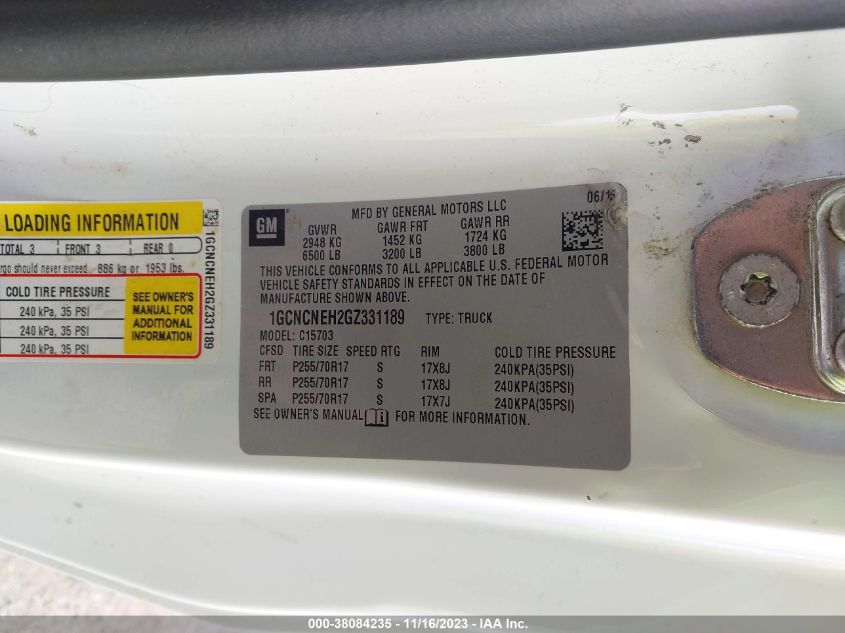 LOADING INFORMATION
TOTAL 3 FRONT 3 REAR 0
rgo should never exceed 886 kg or 1953 lbs.
COLD TIRE PRESSURE
240 kPa, 35 PSI
240 kPa, 35 PSI
240 kPa, 35 PSI
SEE OWNER'S
MANUAL FOR
ADDITIONAL
INFORMATION
1GCNCNEH2GZ331189
GM
MFD BY GENERAL MOTORS LLC
06/16
GVWR GAWR FRT GAWR RR
2948 KG 1452 KG 1724 KG
6500 LB 3200 LB 3800 LB
THIS VEHICLE CONFORMS TO ALL APPLICABLE U.S. FEDERAL MOTOR
VEHICLE SAFETY STANDARDS IN EFFECT ON THE DATE OF
MANUFACTURE SHOWN ABOVE.
1GCNCNEH2GZ331189 TYPE: TRUCK
MODEL: C15703
CFSD TIRE SIZE SPEED RTG RIM COLD TIRE PRESSURE
FRT P255/70R17 S 17X8J 240KPA(35PSI)
RR P255/70R17 S 17X8J 240KPA(35PSI)
SPA P255/70R17 S 17X7J 240KPA(35PSI)
SEE OWNER'S MANUAL FOR MORE INFORMATION.
000-38084235 - 11/16/2023 - IAA Inc.